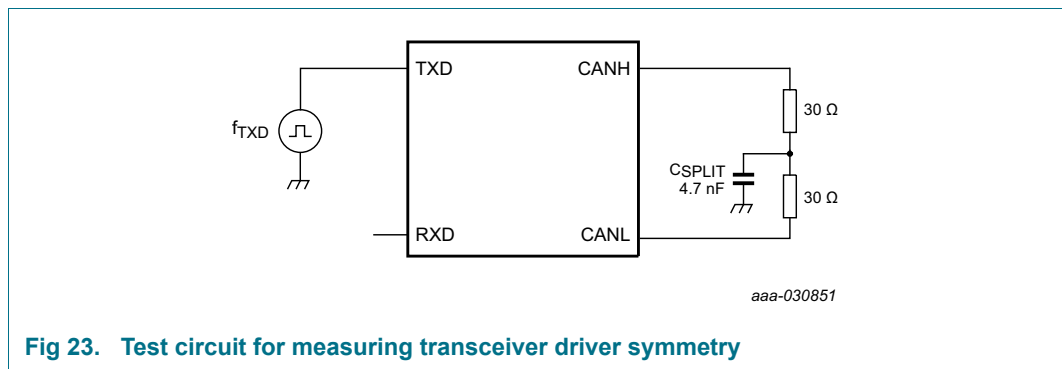 TXD
CANH
30 Ω
fTXD
CSPLIT
4.7 nF
30 Ω
RXD
CANL
aaa-030851
Fig 23. Test circuit for measuring transceiver driver symmetry